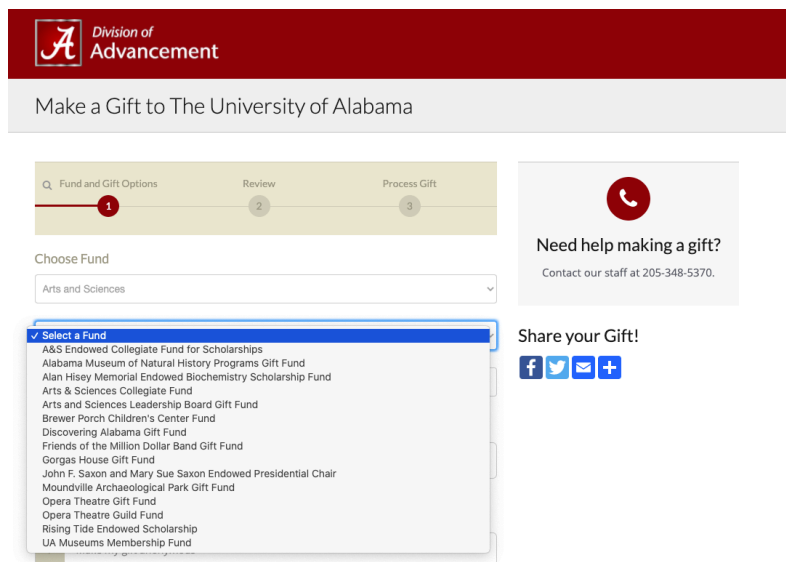 Division of
Advancement
Make a Gift to The University of Alabama
Fund and Gift Options
Review
Process Gift
1
2
3
Choose Fund
Arts and Sciences
✓ Select a Fund
A&S Endowed Collegiate Fund for Scholarships
Alabama Museum of Natural History Programs Gift Fund
Alan Hisey Memorial Endowed Biochemistry Scholarship Fund
Arts & Sciences Collegiate Fund
Arts and Sciences Leadership Board Gift Fund
Brewer Porch Children's Center Fund
Discovering Alabama Gift Fund
Friends of the Million Dollar Band Gift Fund
Gorgas House Gift Fund
John F. Saxon and Mary Sue Saxon Endowed Presidential Chair
Moundville Archaeological Park Gift Fund
Opera Theatre Gift Fund
Opera Theatre Guild Fund
Rising Tide Endowed Scholarship
UA Museums Membership Fund
Need help making a gift?
Contact our staff at 205-348-5370.
Share your Gift!